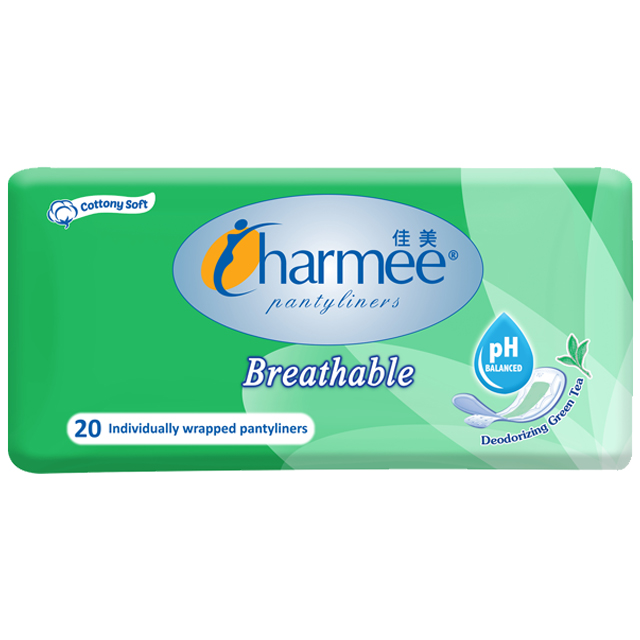 Cottony Soft
佳美
Charmee®
pantyliners
Breathable
pH
BALANCED
20 Individually wrapped pantyliners
Deodorizing Green Tea